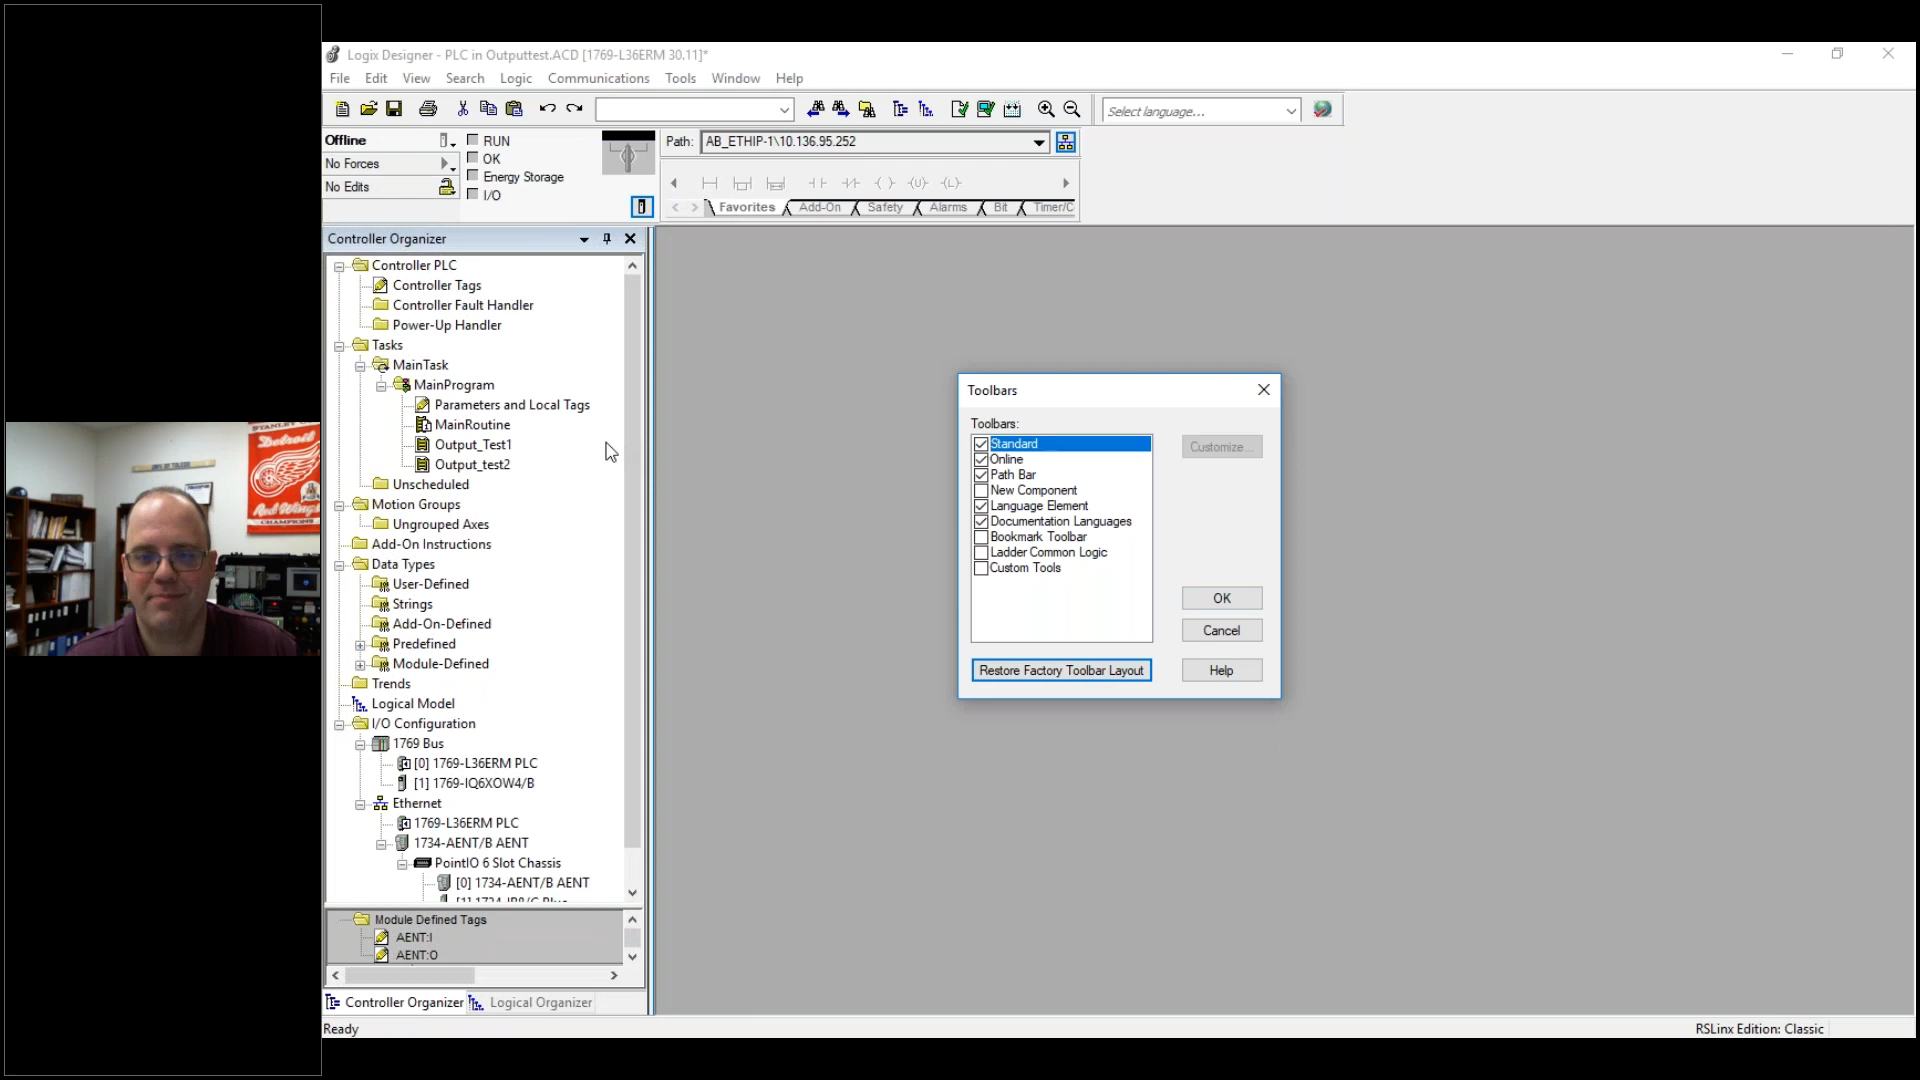 Logix Designer - PLC in Outputtest.ACD [1769-L36ERM 30.11]*
File Edit View Search Logic Communications Tools Window Help
Select language...
Offline
RUN
Path: AB_ETHIP-1\10.136.95.252
No Forces
OK
Energy Storage
No Edits
I/O
Favorites Add-On Safety Alarms Bit Timer/C
Controller Organizer
Controller PLC
Controller Tags
Controller Fault Handler
Power-Up Handler
Tasks
MainTask
MainProgram
Parameters and Local Tags
MainRoutine
Output_Test1
Output_test2
Unscheduled
Motion Groups
Ungrouped Axes
Add-On Instructions
Data Types
User-Defined
Strings
Add-On-Defined
Predefined
Module-Defined
Trends
Logical Model
I/O Configuration
1769 Bus
[0] 1769-L36ERM PLC
[1] 1769-IQ6XOW4/B
Ethernet
1769-L36ERM PLC
1734-AENT/B AENT
PointIO 6 Slot Chassis
[0] 1734-AENT/B AENT
Module Defined Tags
AENT:I
AENT:O
Controller Organizer Logical Organizer
Ready
RSLinx Edition: Classic
Toolbars
Toolbars:
Standard
Online
Path Bar
New Component
Language Element
Documentation Languages
Bookmark Toolbar
Ladder Common Logic
Custom Tools
Customize...
OK
Cancel
Restore Factory Toolbar Layout
Help
STANLEY
Detroit
Red Wings
CHAMPIONS